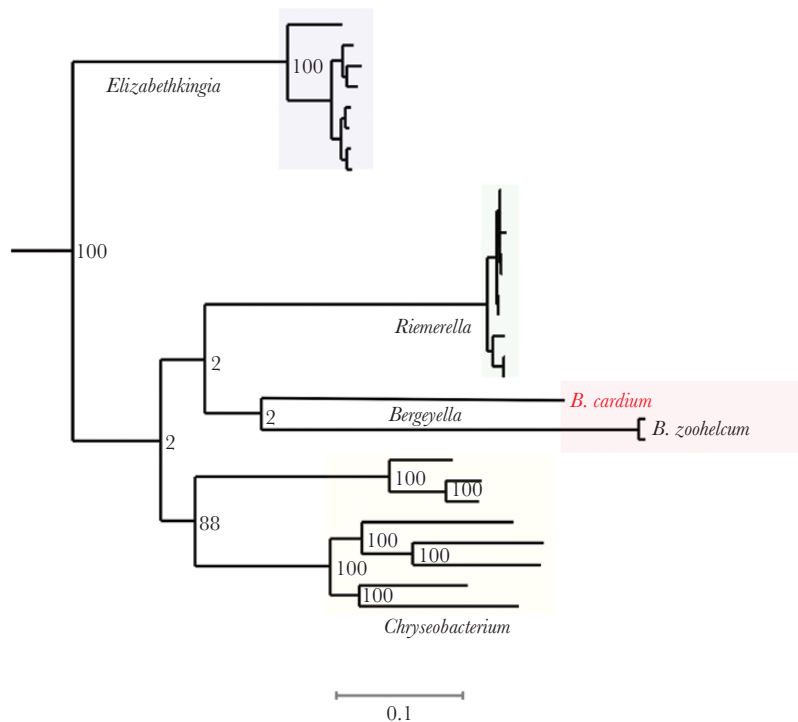 100
Elizabethkingia
100
Riemerella
2
B. cardium
Bergeyella
2
B. zoohelcum
2
100
100
88
100
100
100
100
Chryseobacterium
0.1